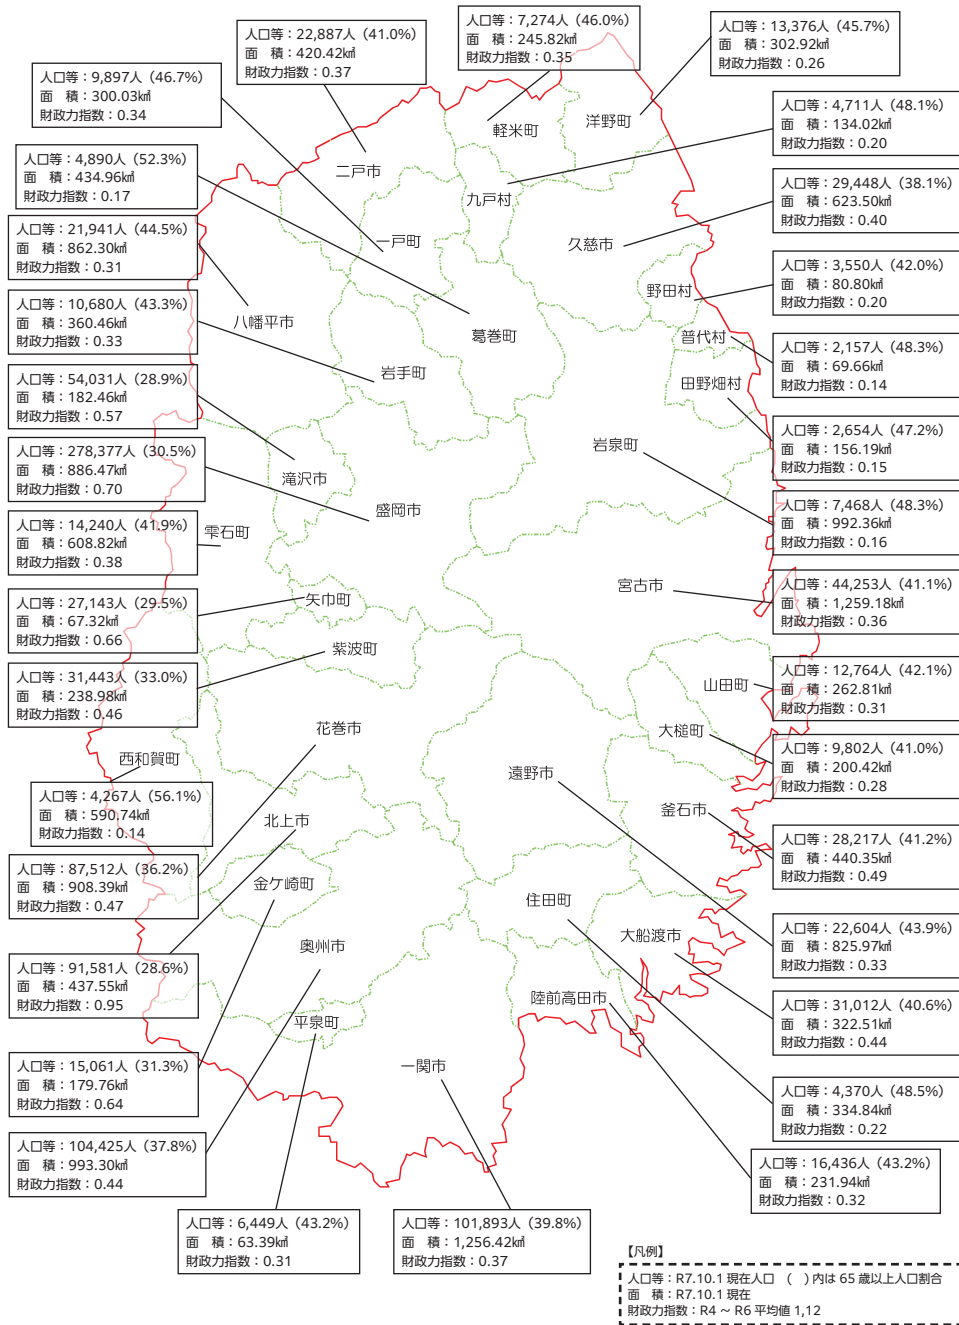 人口等：22,887人（41.0%）
面　積：420.42㎢
財政力指数：0.37
人口等：7,274人（46.0%）
面　積：245.82㎢
財政力指数：0.35
人口等：13,376人（45.7%）
面　積：302.92㎢
財政力指数：0.26
人口等：9,897人（46.7%）
面　積：300.03㎢
財政力指数：0.34
人口等：4,711人（48.1%）
面　積：134.02㎢
財政力指数：0.20
人口等：4,890人（52.3%）
面　積：434.96㎢
財政力指数：0.17
人口等：29,448人（38.1%）
面　積：623.50㎢
財政力指数：0.40
人口等：21,941人（44.5%）
面　積：862.30㎢
財政力指数：0.31
人口等：3,550人（42.0%）
面　積：80.80㎢
財政力指数：0.20
人口等：10,680人（43.3%）
面　積：360.46㎢
財政力指数：0.33
人口等：2,157人（48.3%）
面　積：69.66㎢
財政力指数：0.14
人口等：54,031人（28.9%）
面　積：182.46㎢
財政力指数：0.57
人口等：2,654人（47.2%）
面　積：156.19㎢
財政力指数：0.15
人口等：278,377人（30.5%）
面　積：886.47㎢
財政力指数：0.70
人口等：7,468人（48.3%）
面　積：992.36㎢
財政力指数：0.16
人口等：14,240人（41.9%）
面　積：608.82㎢
財政力指数：0.38
人口等：44,253人（41.1%）
面　積：1,259.18㎢
財政力指数：0.36
人口等：27,143人（29.5%）
面　積：67.32㎢
財政力指数：0.66
人口等：12,764人（42.1%）
面　積：262.81㎢
財政力指数：0.31
人口等：31,443人（33.0%）
面　積：238.98㎢
財政力指数：0.46
人口等：9,802人（41.0%）
面　積：200.42㎢
財政力指数：0.28
人口等：4,267人（56.1%）
面　積：590.74㎢
財政力指数：0.14
人口等：28,217人（41.2%）
面　積：440.35㎢
財政力指数：0.49
人口等：87,512人（36.2%）
面　積：908.39㎢
財政力指数：0.47
人口等：22,604人（43.9%）
面　積：825.97㎢
財政力指数：0.33
人口等：91,581人（28.6%）
面　積：437.55㎢
財政力指数：0.95
人口等：31,012人（40.6%）
面　積：322.51㎢
財政力指数：0.44
人口等：15,061人（31.3%）
面　積：179.76㎢
財政力指数：0.64
人口等：4,370人（48.5%）
面　積：334.84㎢
財政力指数：0.22
人口等：104,425人（37.8%）
面　積：993.30㎢
財政力指数：0.44
人口等：16,436人（43.2%）
面　積：231.94㎢
財政力指数：0.32
人口等：6,449人（43.2%）
面　積：63.39㎢
財政力指数：0.31
人口等：101,893人（39.8%）
面　積：1,256.42㎢
財政力指数：0.37
洋野町
軽米町
二戸市
九戸村
一戸町
久慈市
野田村
八幡平市
葛巻町
普代村
岩手町
田野畑村
岩泉町
滝沢市
盛岡市
雫石町
宮古市
矢巾町
紫波町
山田町
花巻市
大槌町
西和賀町
遠野市
釜石市
北上市
金ケ崎町
住田町
大船渡市
奥州市
陸前高田市
平泉町
一関市
【凡例】
人口等：R7.10.1 現在人口　(　) 内は 65 歳以上人口割合
面　積：R7.10.1 現在
財政力指数：R4 ～ R6 平均値 1,12